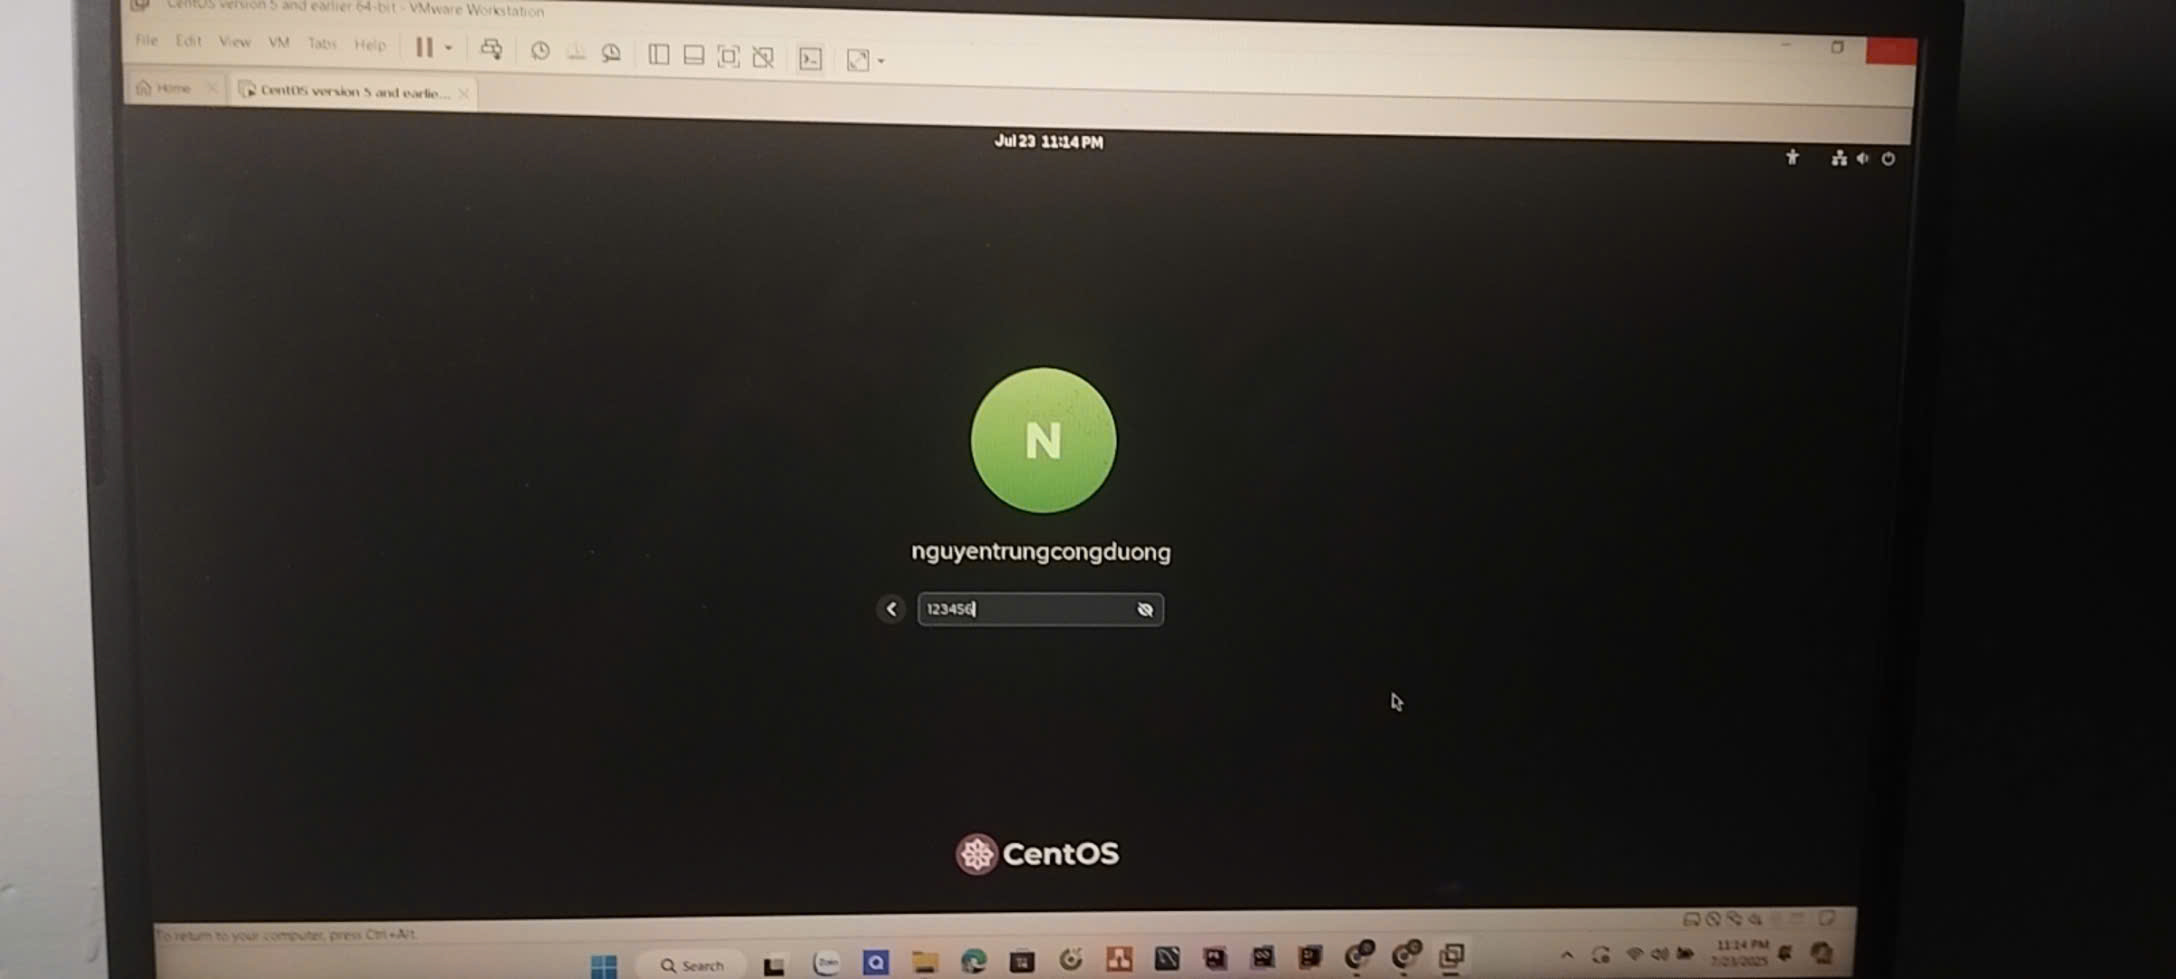 CentOS version 5 and earlier 64-bit - VMware Workstation
File Edit View VM Tabs Help
Home CentOS version 5 and earlie...
Jul 23 11:14 PM
N
nguyentrungcongduong
123456
CentOS
To return to your computer, press Ctrl+Alt.
Search
Zalo
11:14 PM
7/23/2025